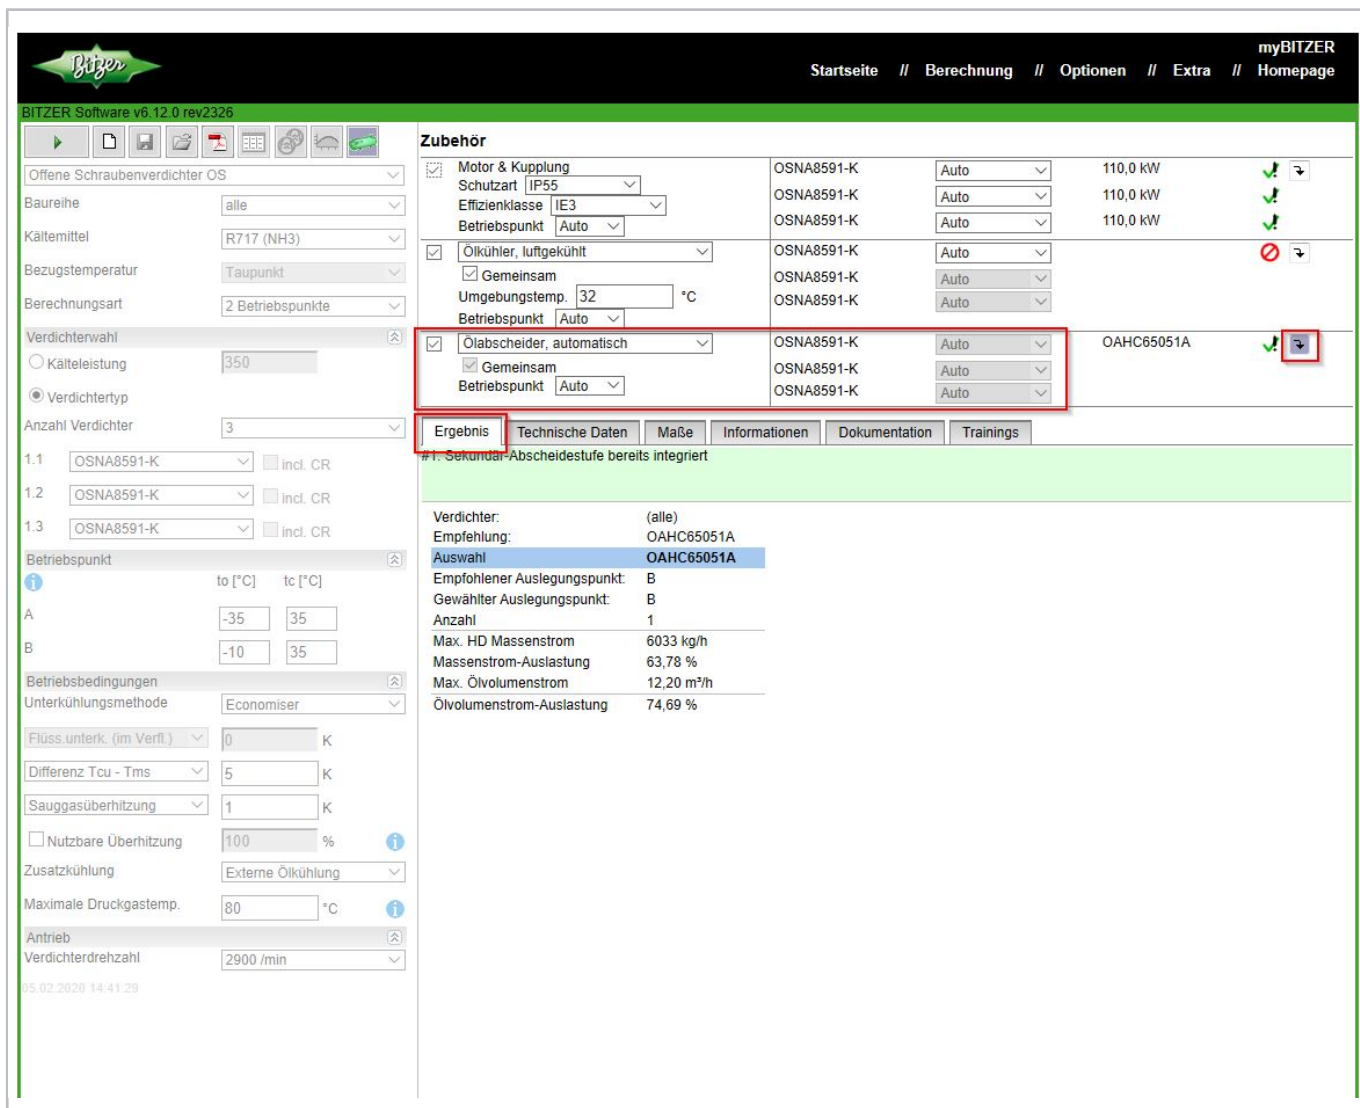 Bitzer
myBITZER
Startseite // Berechnung // Optionen // Extra // Homepage
BITZER Software v6.12.0 rev2326
Offene Schraubenverdichter OS
Baureihe alle
Kältemittel R717 (NH3)
Bezugstemperatur Taupunkt
Berechnungsart 2 Betriebspunkte
Verdichterwahl
Kälteleistung 350
Verdichtertyp
Anzahl Verdichter 3
1.1 OSNA8591-K incl. CR
1.2 OSNA8591-K incl. CR
1.3 OSNA8591-K incl. CR
Betriebspunkt
to [°C] tc [°C]
A -35 35
B -10 35
Betriebsbedingungen
Unterkühlungsmethode Economiser
Flüss.unterk. (im Verfl.) 0 K
Differenz Tcu - Tms 5 K
Sauggasüberhitzung 1 K
Nutzbare Überhitzung 100 %
Zusatzkühlung Externe Ölkühlung
Maximale Druckgastemp. 80 °C
Antrieb
Verdichterdrehzahl 2900 /min
05.02.2020 14:41:29
Zubehör
Motor & Kupplung OSNA8591-K Auto 110,0 kW
Schutzart IP55
OSNA8591-K Auto 110,0 kW
Effizienklasse IE3
Betriebspunkt Auto OSNA8591-K Auto 110,0 kW
Ölkühler, luftgekühlt OSNA8591-K Auto
Gemeinsam OSNA8591-K Auto
Umgebungstemp. 32 °C OSNA8591-K Auto
Betriebspunkt Auto
Ölabscheider, automatisch OSNA8591-K Auto OAHC65051A
Gemeinsam OSNA8591-K Auto
Betriebspunkt Auto OSNA8591-K Auto
Ergebnis Technische Daten Maße Informationen Dokumentation Trainings
#1: Sekundär-Abscheidestufe bereits integriert
Verdichter: (alle)
Empfehlung: OAHC65051A
Auswahl OAHC65051A
Empfohlener Auslegungspunkt: B
Gewählter Auslegungspunkt: B
Anzahl 1
Max. HD Massenstrom 6033 kg/h
Massenstrom-Auslastung 63,78 %
Max. Ölvolumenstrom 12,20 m³/h
Ölvolumenstrom-Auslastung 74,69 %